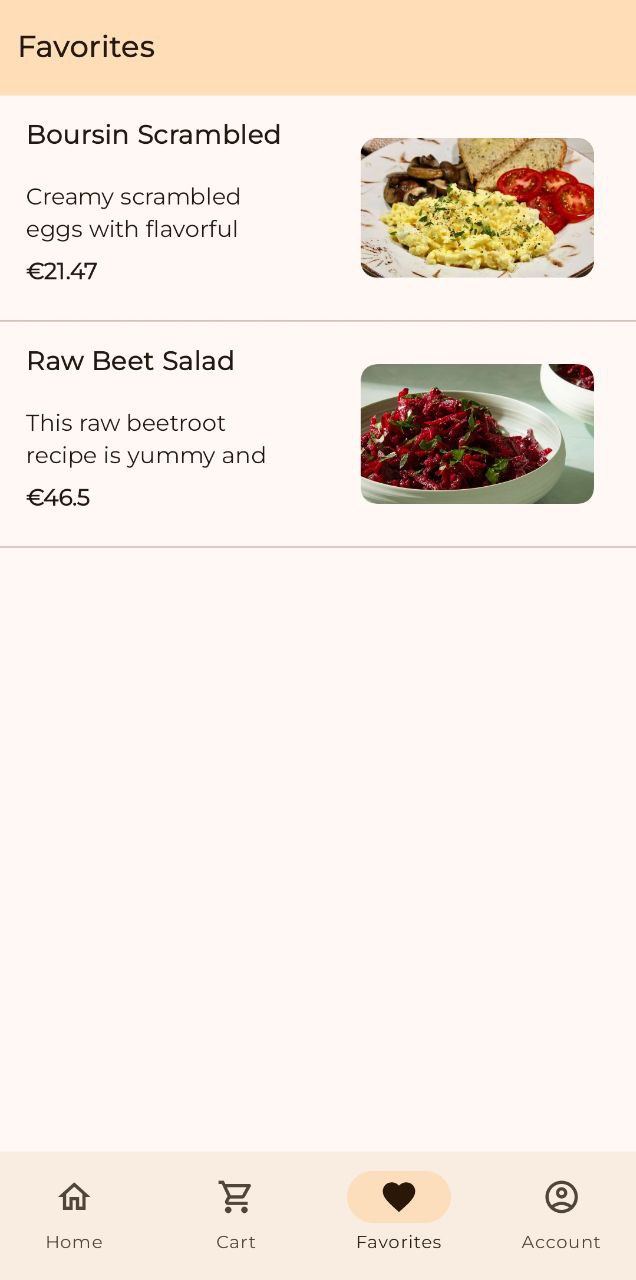 Favorites
Boursin Scrambled
Creamy scrambled
eggs with flavorful
€21.47
Raw Beet Salad
This raw beetroot
recipe is yummy and
€46.5
Home
Cart
Favorites
Account